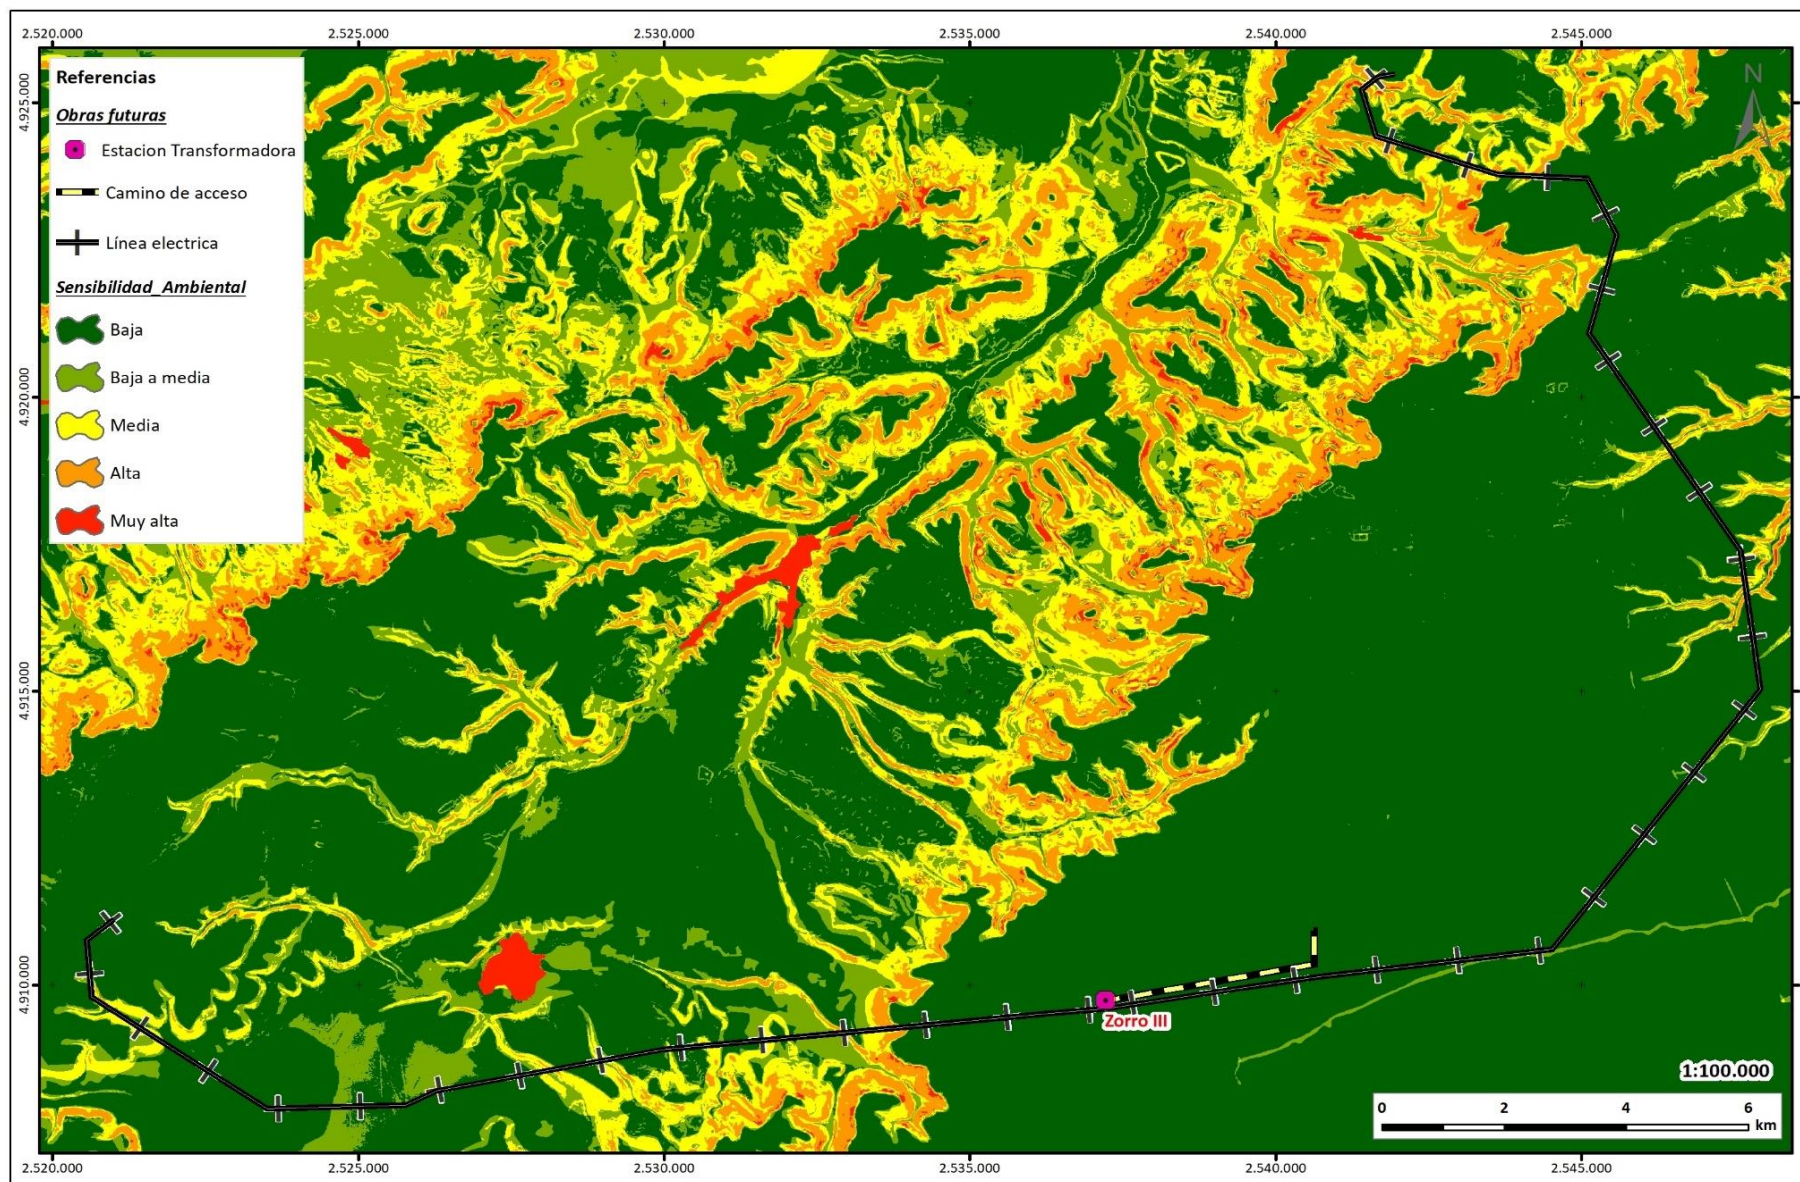 2.520.000 2.525.000 2.530.000 2.535.000 2.540.000 2.545.000
4.925.000
4.920.000
4.915.000
4.910.000
Referencias
Obras futuras
Estacion Transformadora
Camino de acceso
Línea electrica
Sensibilidad_Ambiental
Baja
Baja a media
Media
Alta
Muy alta
N
Zorro III
1:100.000
0 2 4 6
km
2.520.000 2.525.000 2.530.000 2.535.000 2.540.000 2.545.000